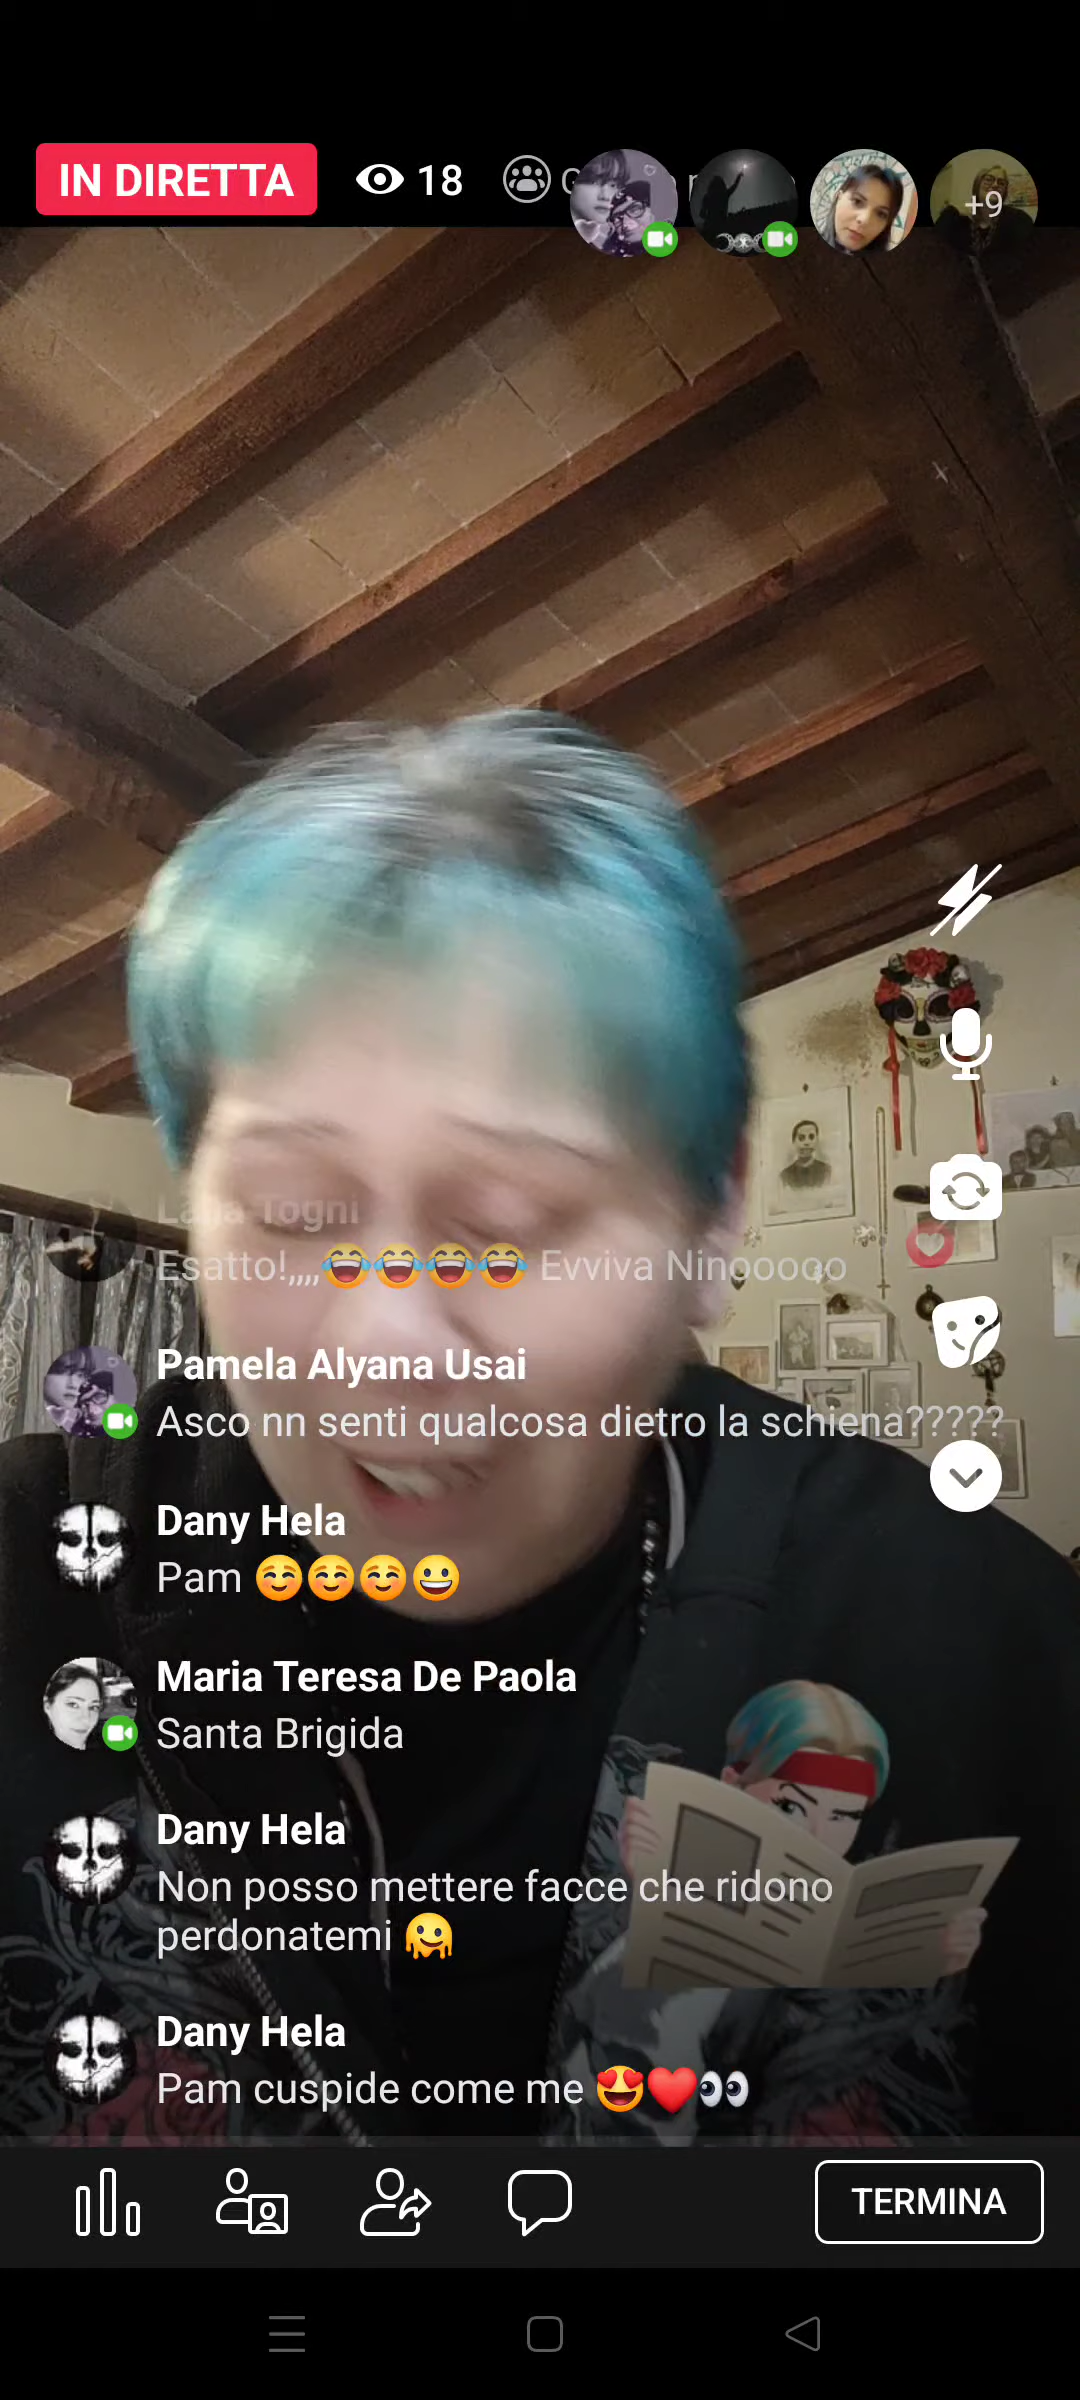 IN DIRETTA 18
+9
Lalla Togni
Esatto!,,,,😂😂😂😂 Evviva Ninooooo
Pamela Alyana Usai
Asco nn senti qualcosa dietro la schiena?????
Dany Hela
Pam ☺️☺️☺️😀
Maria Teresa De Paola
Santa Brigida
Dany Hela
Non posso mettere facce che ridono
perdonatemi 🫠
Dany Hela
Pam cuspide come me 😍❤️👀
TERMINA